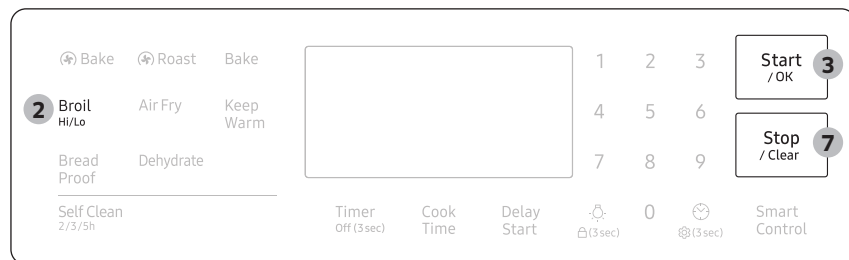 Bake Roast Bake 1 2 3 Start
/ OK 3
2 Broil Air Fry Keep 4 5 6
Hi/Lo Warm
Stop 7
Bread Dehydrate 7 8 9 / Clear
Proof
Self Clean Timer Cook Delay 0 Smart
2/3/5h Off (3 sec) Time Start (3 sec) (3 sec) Control